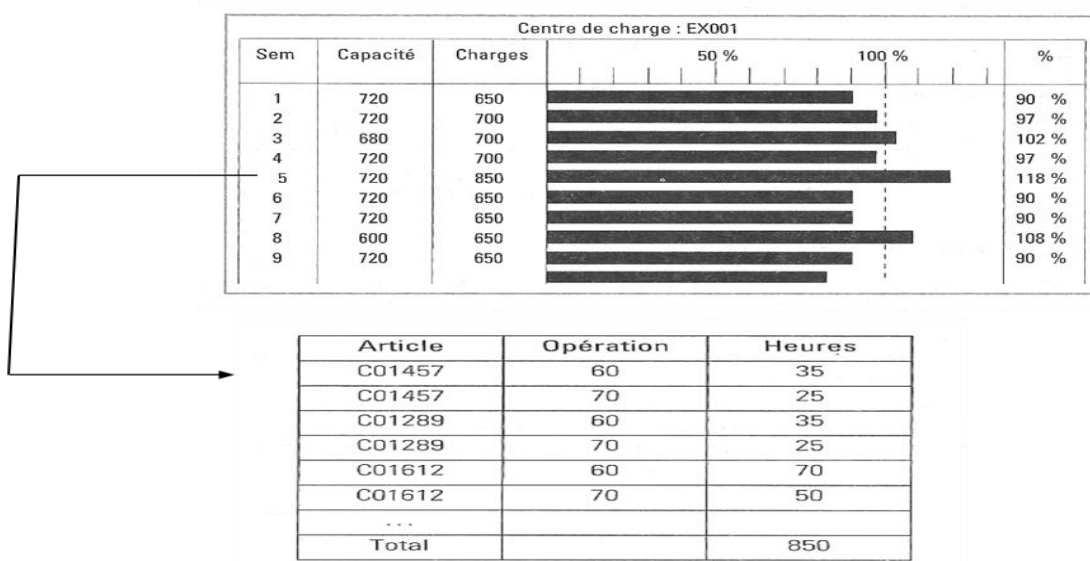 Centre de charge : EX001
Sem Capacité Charges 50 % 100 % %
1 720 650 90 %
2 720 700 97 %
3 680 700 102 %
4 720 700 97 %
5 720 850 118 %
6 720 650 90 %
7 720 650 90 %
8 600 650 108 %
9 720 650 90 %
Article Opération Heures
C01457 60 35
C01457 70 25
C01289 60 35
C01289 70 25
C01612 60 70
C01612 70 50
...
Total 850